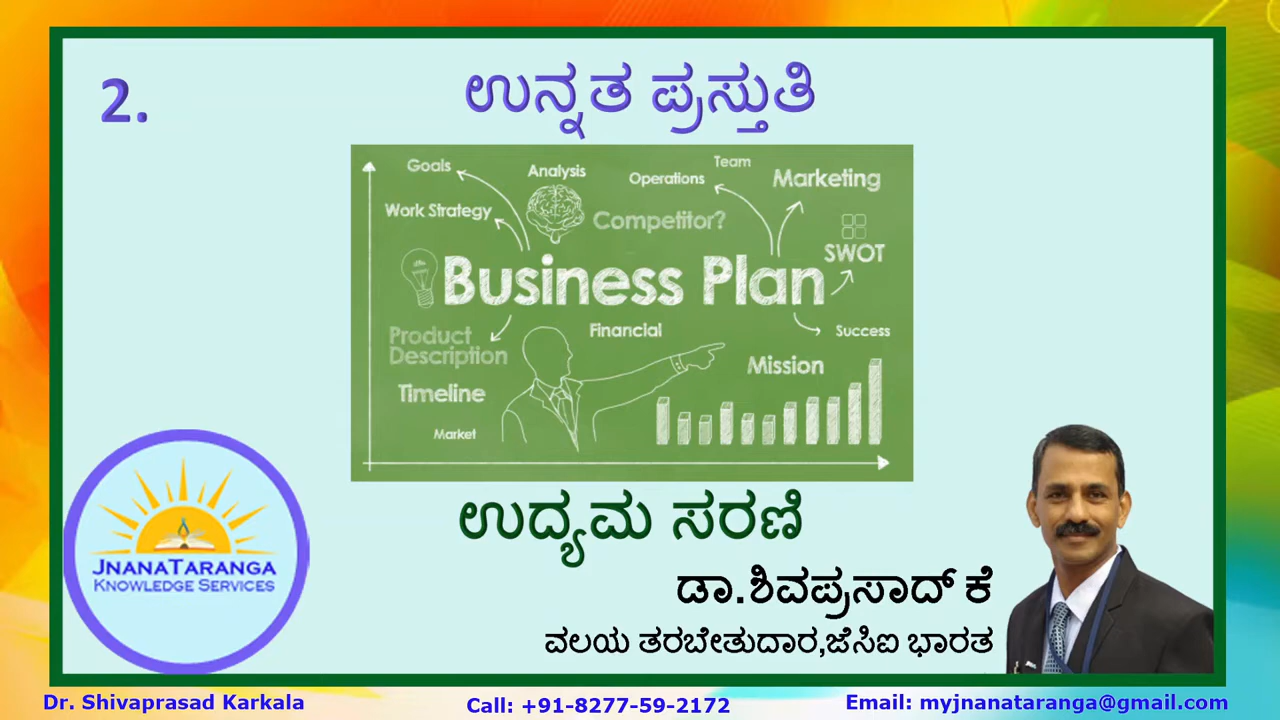 2.
ಉನ್ನತ ಪ್ರಸ್ತುತಿ
Goals
Analysis
Team
Operations
Marketing
Work Strategy
Competitor?
SWOT
Business Plan
Product
Description
Financial
Success
Mission
Timeline
Market
JNANATARANGA
KNOWLEDGE SERVICES
ಉದ್ಯಮ ಸರಣಿ
ಡಾ.ಶಿವಪ್ರಸಾದ್ ಕೆ
ವಲಯ ತರಬೇತುದಾರ,ಜೆಸಿಐ ಭಾರತ
Dr. Shivaprasad Karkala
Call: +91-8277-59-2172
Email: myjnanataranga@gmail.com